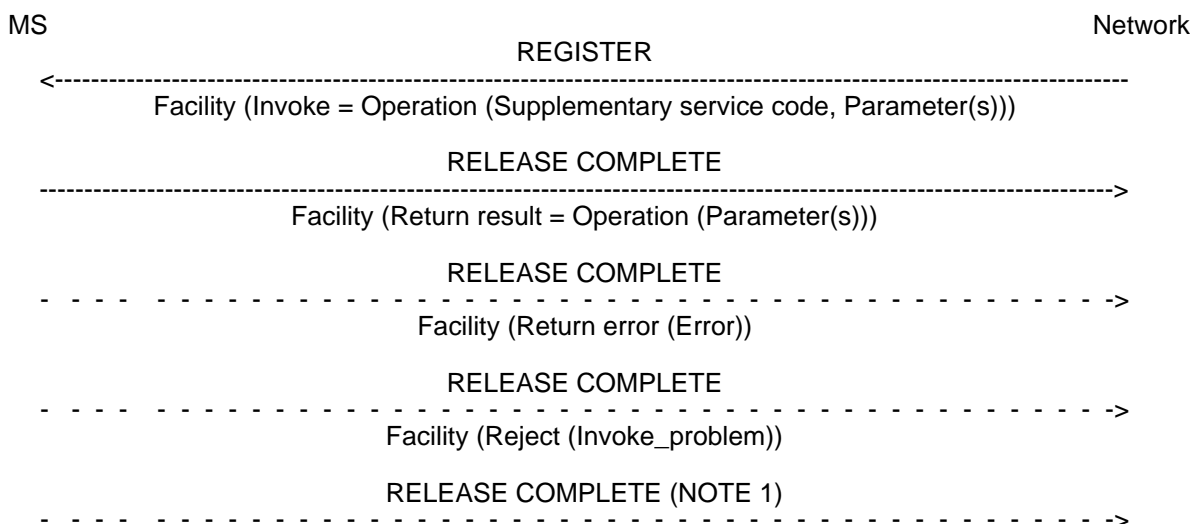 MS Network
REGISTER
<------------------------------------------------------------------------------------------------------------------------
Facility (Invoke = Operation (Supplementary service code, Parameter(s)))
RELEASE COMPLETE
------------------------------------------------------------------------------------------------------------------------>
Facility (Return result = Operation (Parameter(s)))
RELEASE COMPLETE
- - - - - - - - - - - - - - - - - - - - - - - - - - - - - - - - - - - - - - - - - - - - ->
Facility (Return error (Error))
RELEASE COMPLETE
- - - - - - - - - - - - - - - - - - - - - - - - - - - - - - - - - - - - - - - - - - - - ->
Facility (Reject (Invoke_problem))
RELEASE COMPLETE (NOTE 1)
- - - - - - - - - - - - - - - - - - - - - - - - - - - - - - - - - - - - - - - - - - - - ->